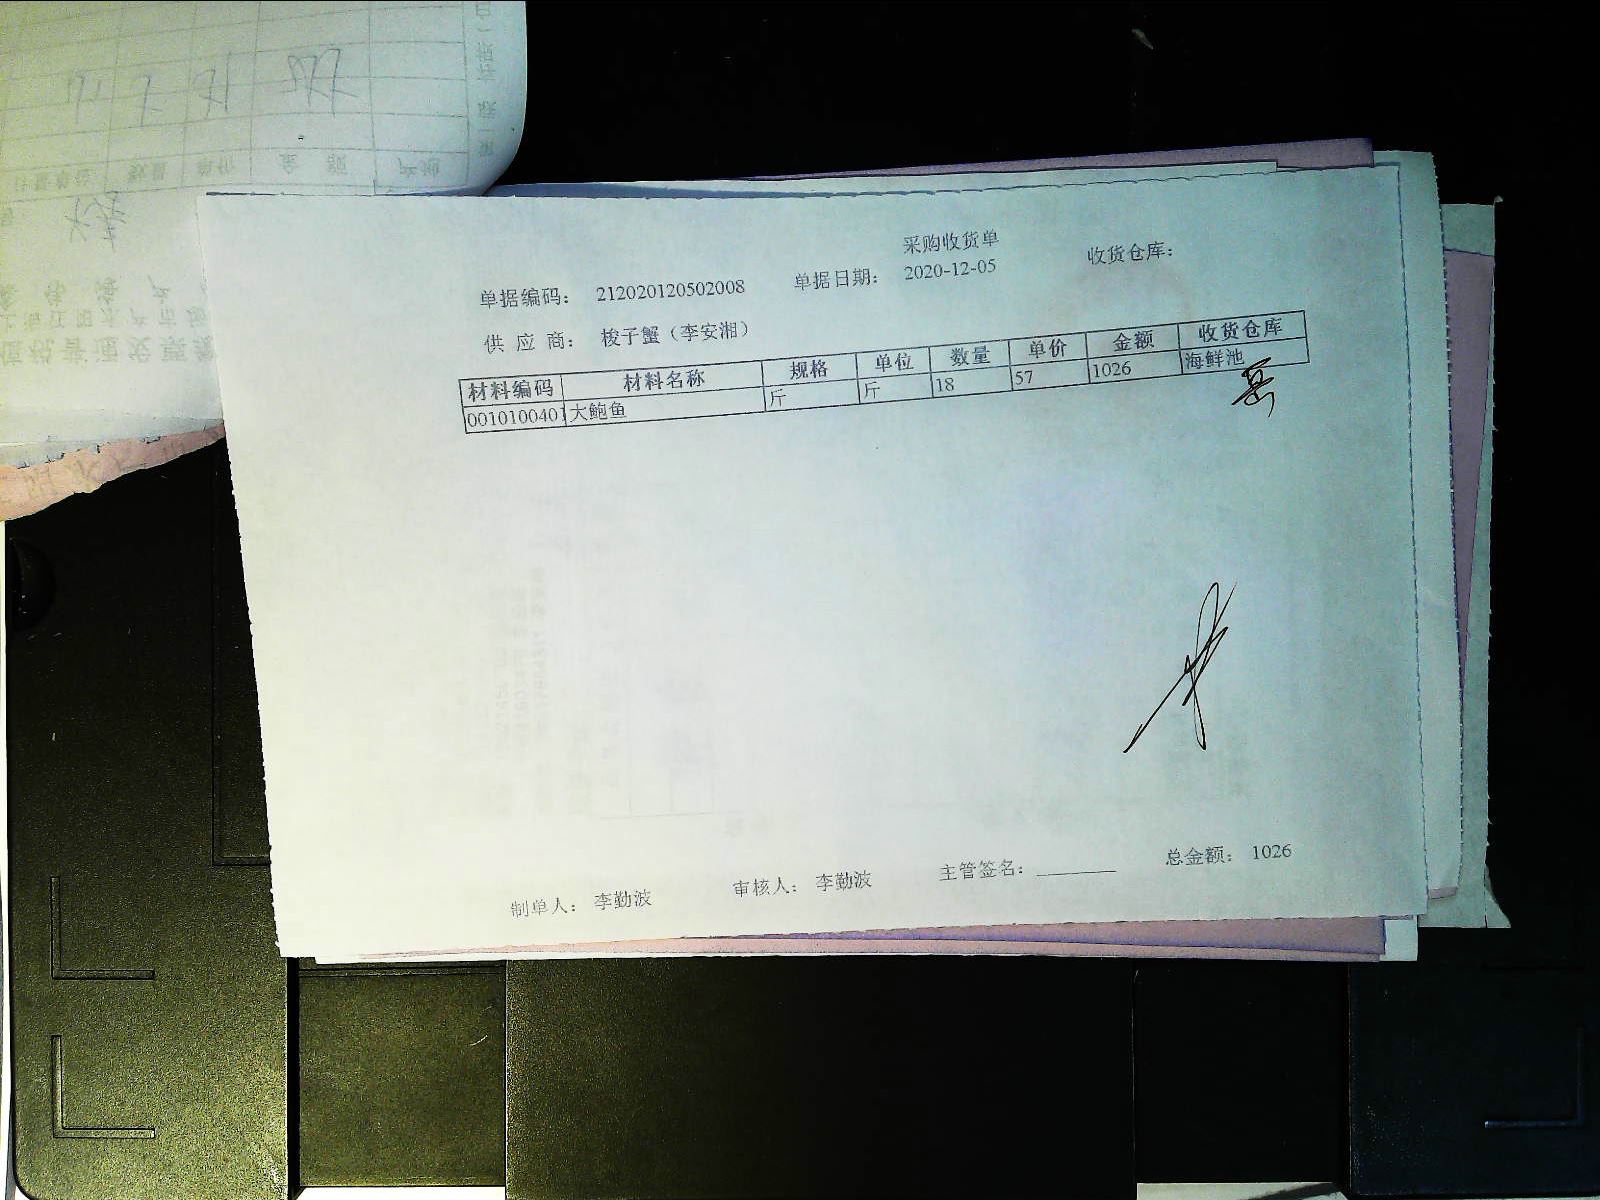 采购收货单
单据编码： 212020120502008 单据日期： 2020-12-05 收货仓库：
供 应 商： 梭子蟹（李安湘）
材料编码 材料名称 规格 单位 数量 单价 金额 收货仓库
0010100401 大鲍鱼 斤 斤 18 57 1026 海鲜池
制单人： 李勤波 审核人： 李勤波 主管签名：________ 总金额： 1026